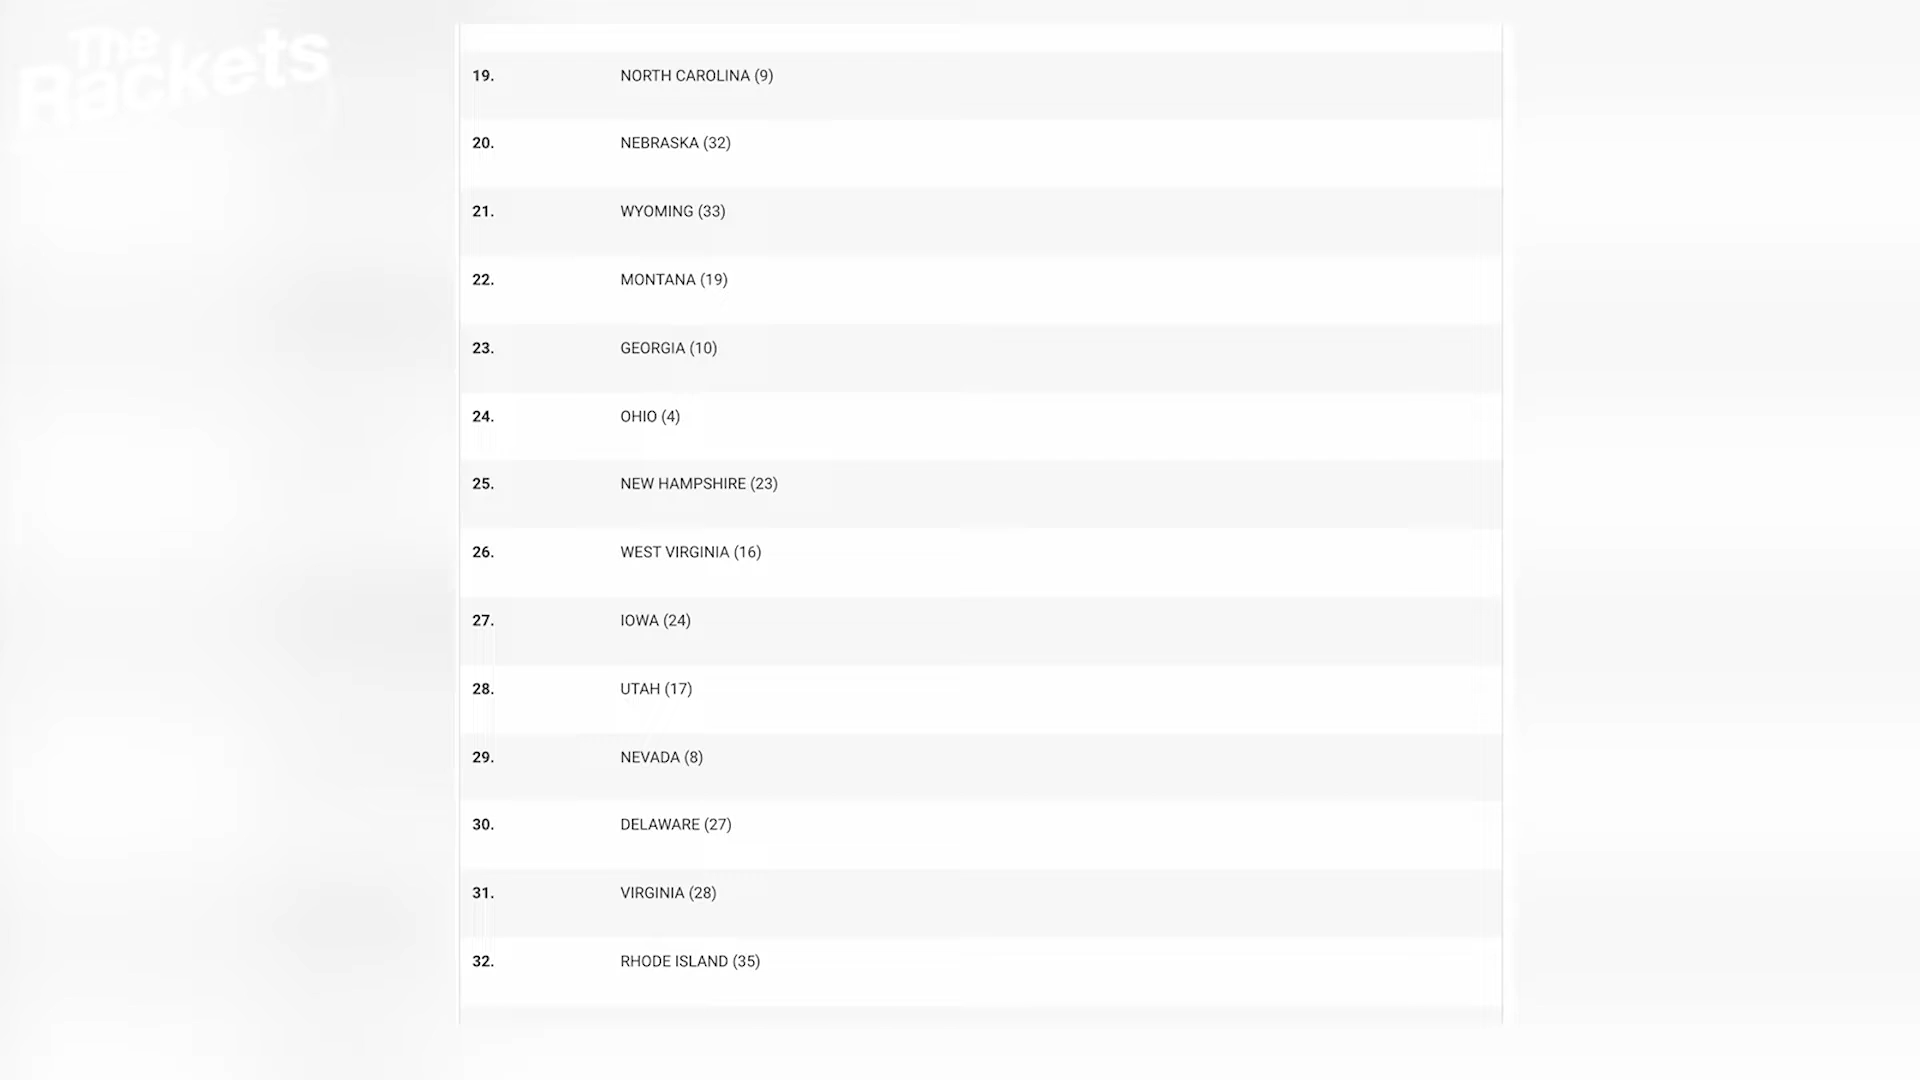 The
Rackets
19. NORTH CAROLINA (9)
20. NEBRASKA (32)
21. WYOMING (33)
22. MONTANA (19)
23. GEORGIA (10)
24. OHIO (4)
25. NEW HAMPSHIRE (23)
26. WEST VIRGINIA (16)
27. IOWA (24)
28. UTAH (17)
29. NEVADA (8)
30. DELAWARE (27)
31. VIRGINIA (28)
32. RHODE ISLAND (35)